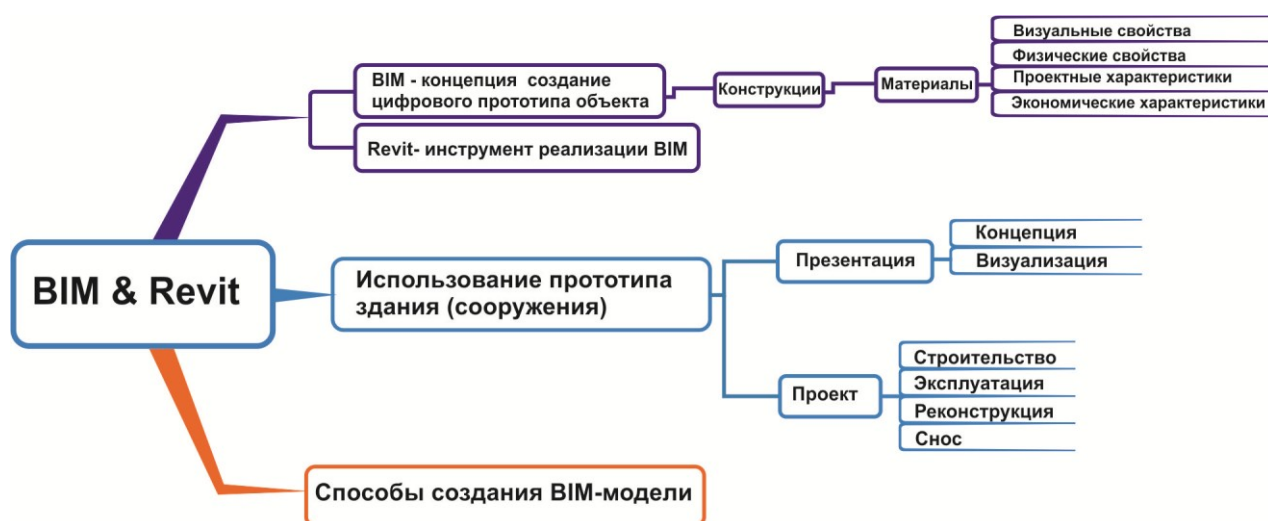 Визуальные свойства
Физические свойства
Проектные характеристики
Экономические характеристики
Материалы
Конструкции
BIM - концепция создание
цифрового прототипа объекта
Revit- инструмент реализации BIM
BIM & Revit
Использование прототипа
здания (сооружения)
Презентация
Концепция
Визуализация
Проект
Строительство
Эксплуатация
Реконструкция
Снос
Способы создания BIM-модели